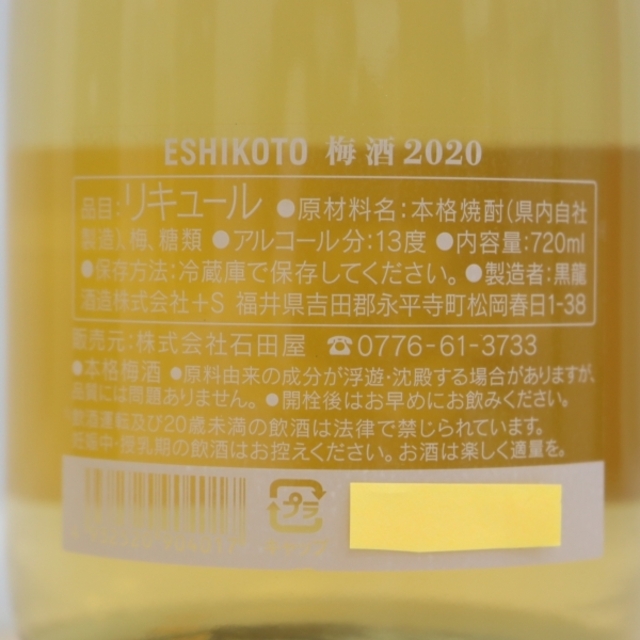 ESHIKOTO 梅酒2020
品目:リキュール ●原材料名:本格焼酎(県内自社
製造)、梅、糖類 ●アルコール分:13度 ●内容量:720ml
●保存方法:冷蔵庫で保存してください。●製造者:黒龍
酒造株式会社+S 福井県吉田郡永平寺町松岡春日1-38
販売元:株式会社石田屋 ☎0776-61-3733
●本格梅酒 ●原料由来の成分が浮遊・沈殿する場合がありますが、
品質には問題ありません。●開栓後はお早めにお飲みください。
飲酒運転及び20歳未満の飲酒は法律で禁じられています。
妊娠中・授乳期の飲酒はお控えください。お酒は楽しく適量を。
プラ